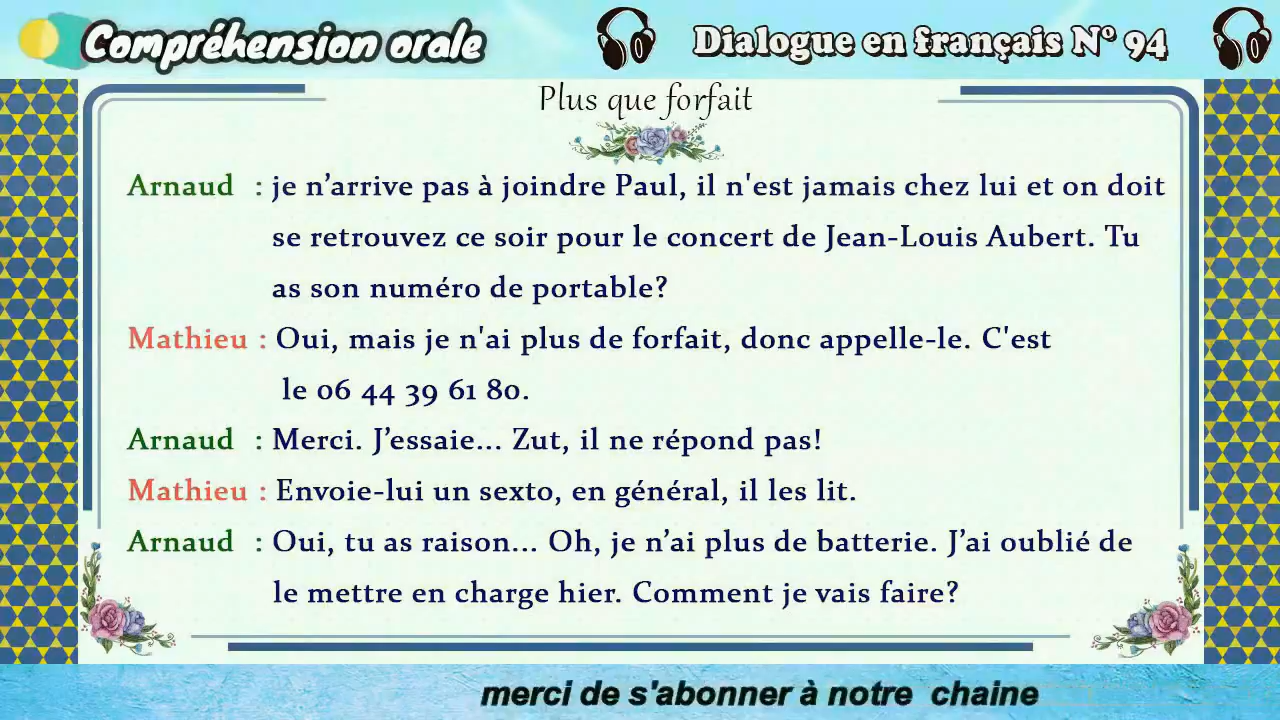 Compréhension orale
Dialogue en français N° 94
Plus que forfait
Arnaud : je n’arrive pas à joindre Paul, il n'est jamais chez lui et on doit
se retrouvez ce soir pour le concert de Jean-Louis Aubert. Tu
as son numéro de portable?
Mathieu : Oui, mais je n'ai plus de forfait, donc appelle-le. C'est
le 06 44 39 61 80.
Arnaud : Merci. J’essaie... Zut, il ne répond pas!
Mathieu : Envoie-lui un sexto, en général, il les lit.
Arnaud : Oui, tu as raison... Oh, je n’ai plus de batterie. J’ai oublié de
le mettre en charge hier. Comment je vais faire?
merci de s'abonner à notre chaine